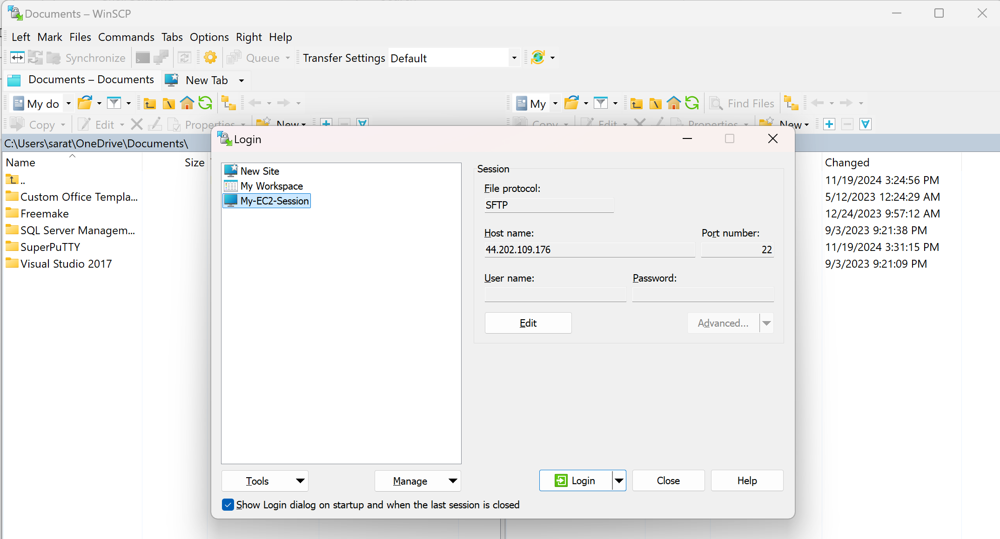 Documents – WinSCP
Left Mark Files Commands Tabs Options Right Help
Synchronize Queue Transfer Settings Default
Documents – Documents New Tab
My do My Find Files
Copy Edit Properties New Copy Edit Properties New
C:\Users\sarat\OneDrive\Documents\
Name Size Changed
..
11/19/2024 3:24:56 PM
Custom Office Templa... 5/12/2023 12:24:29 AM
Freemake 12/24/2023 9:57:12 AM
SQL Server Managem... 9/3/2023 9:21:38 PM
SuperPuTTY 11/19/2024 3:31:15 PM
Visual Studio 2017 9/3/2023 9:21:09 PM
Login
New Site
My Workspace
My-EC2-Session
Session
File protocol:
SFTP
Host name: Port number:
44.202.109.176 22
User name: Password:
Edit Advanced...
Tools Manage Login Close Help
Show Login dialog on startup and when the last session is closed